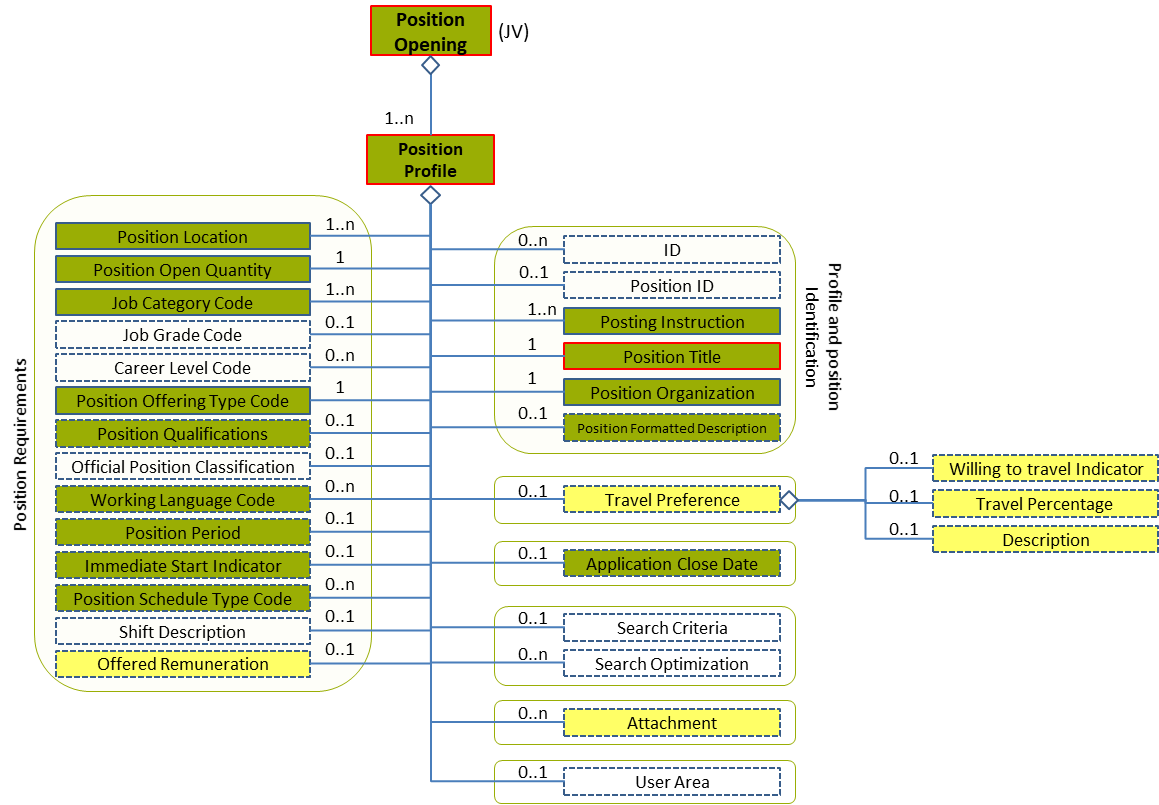 Position
Opening
(JV)
1..n
Position
Profile
Position Requirements
Position Location
1..n
Position Open Quantity
1
Job Category Code
1..n
Job Grade Code
0..1
Career Level Code
0..n
Position Offering Type Code
1
Position Qualifications
0..1
Official Position Classification
0..1
Working Language Code
0..n
Position Period
0..1
Immediate Start Indicator
0..1
Position Schedule Type Code
0..n
Shift Description
0..1
Offered Remuneration
0..1
Profile and position
Identification
0..n
ID
0..1
Position ID
1..n
Posting Instruction
1
Position Title
1
Position Organization
0..1
Position Formatted Description
0..1
Travel Preference
0..1
Willing to travel Indicator
0..1
Travel Percentage
0..1
Description
0..1
Application Close Date
0..1
Search Criteria
0..n
Search Optimization
0..n
Attachment
0..1
User Area